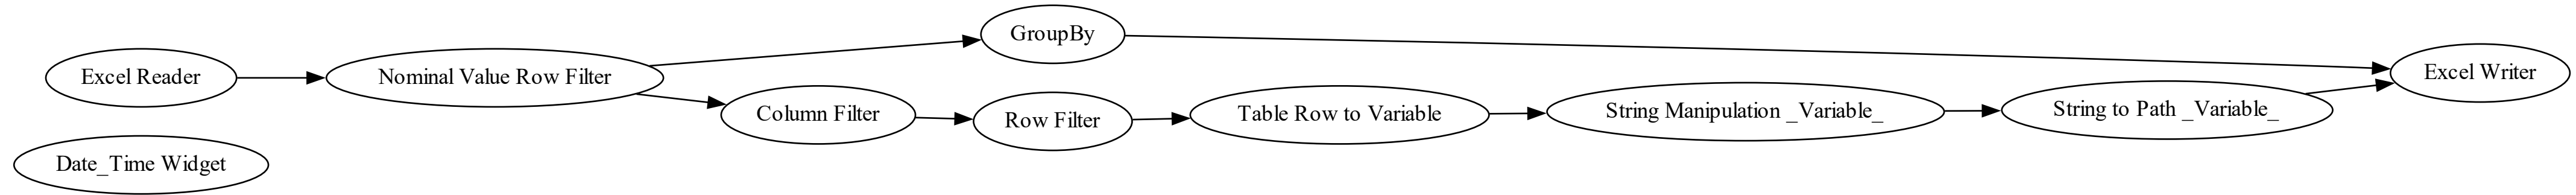 Excel Reader
Nominal Value Row Filter
GroupBy
Column Filter
Row Filter
Table Row to Variable
String Manipulation _Variable_
String to Path _Variable_
Excel Writer
Date_Time Widget